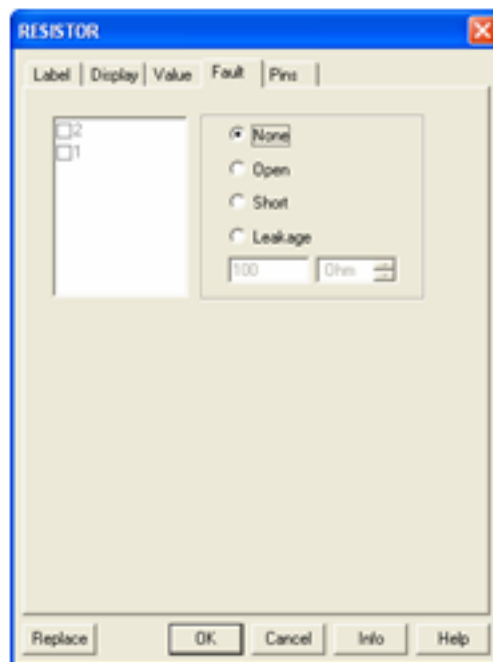 RESISTOR
Label Display Value Fault Pins
2
1
None
Open
Short
Leakage
100 Ohm
Replace OK Cancel Info Help